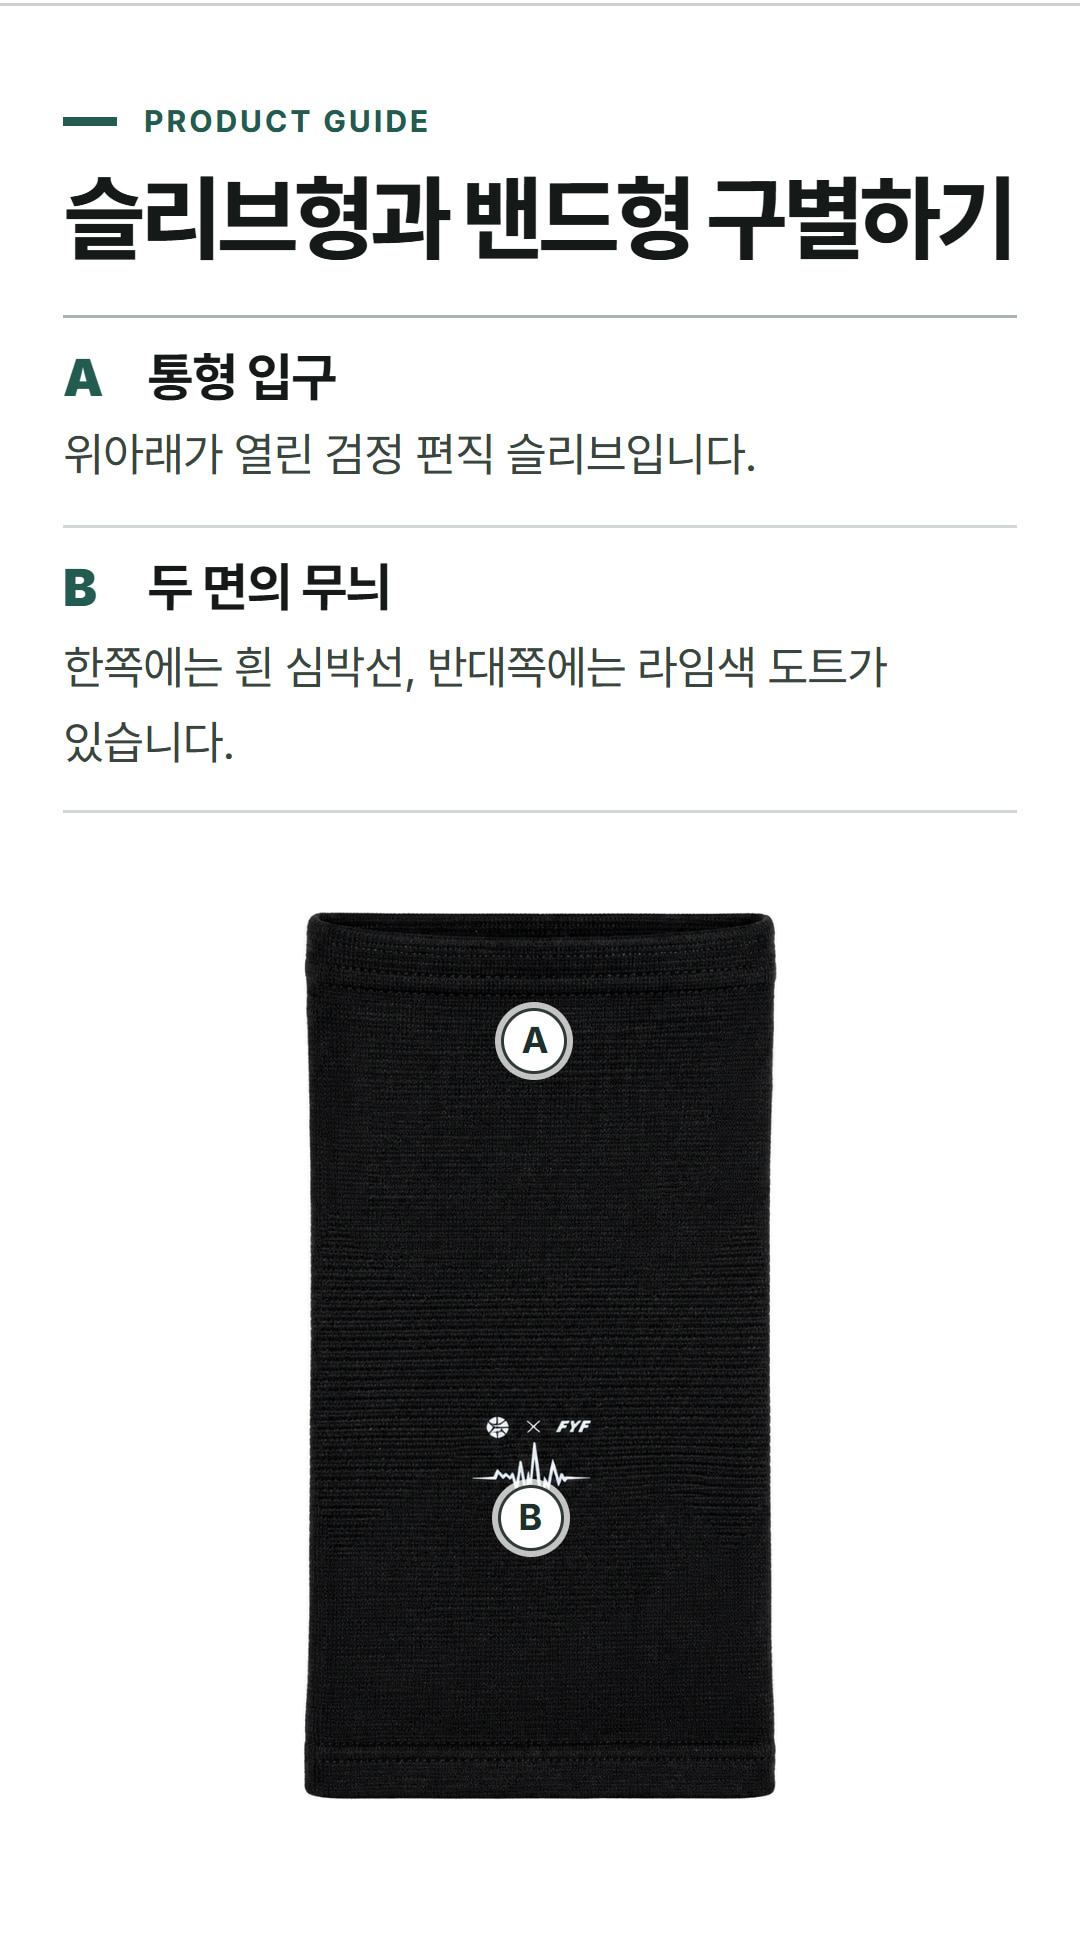 PRODUCT GUIDE
슬리브형과 밴드형 구별하기
A 통형 입구
위아래가 열린 검정 편직 슬리브입니다.
B 두 면의 무늬
한쪽에는 흰 심박선, 반대쪽에는 라임색 도트가
있습니다.
A
× FYF
B